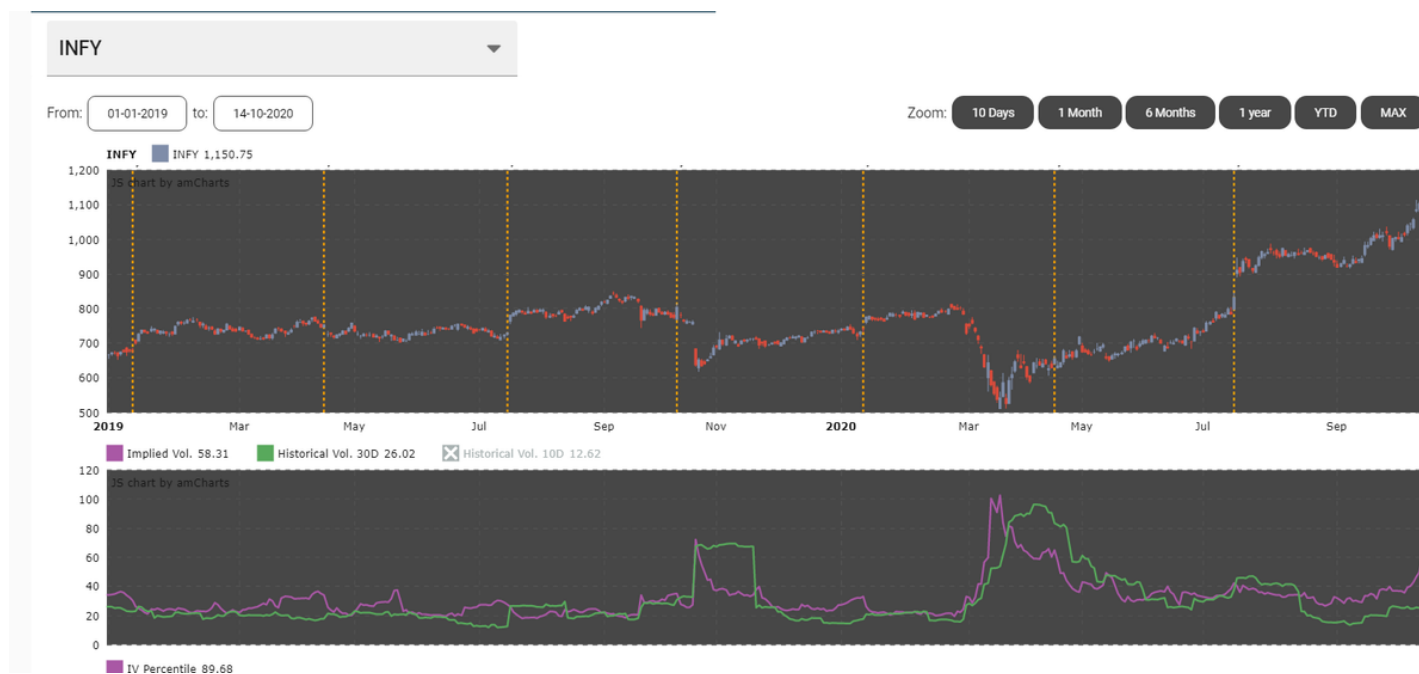 INFY
From: 01-01-2019 to: 14-10-2020 Zoom: 10 Days 1 Month 6 Months 1 year YTD MAX
INFY INFY 1,150.75
JS chart by amCharts
1,200
1,100
1,000
900
800
700
600
500
2019 Mar May Jul Sep Nov 2020 Mar May Jul Sep
Implied Vol. 58.31 Historical Vol. 30D 26.02 Historical Vol. 10D 12.62
JS chart by amCharts
120
100
80
60
40
20
0
IV Percentile 89.68